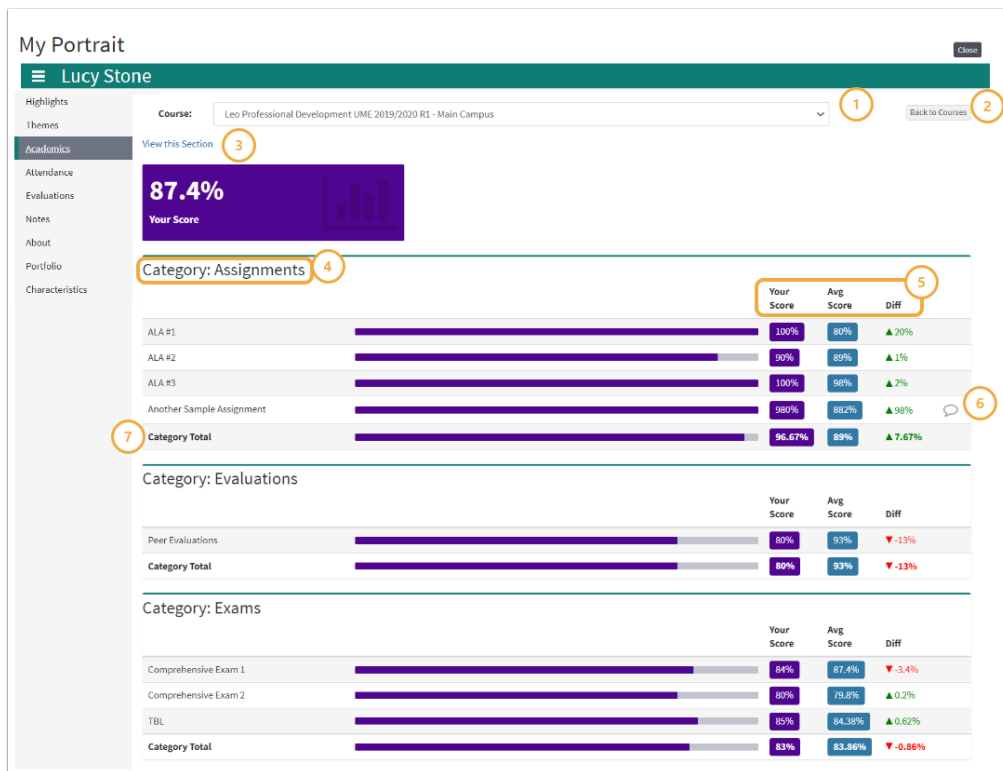 My Portrait
Close
Lucy Stone
Highlights
Themes
Academics
Attendance
Evaluations
Notes
About
Portfolio
Characteristics
Course: Leo Professional Development UME 2019/2020 R1 - Main Campus 1 Back to Courses 2
View this Section 3
87.4%
Your Score
Category: Assignments 4
5
Your Score Avg Score Diff
ALA #1 100% 80% ▲ 20%
ALA #2 90% 89% ▲ 1%
ALA #3 100% 98% ▲ 2%
Another Sample Assignment 980% 882% ▲ 98% 6
7 Category Total 96.67% 89% ▲ 7.67%
Category: Evaluations
Your Score Avg Score Diff
Peer Evaluations 80% 93% ▼ -13%
Category Total 80% 93% ▼ -13%
Category: Exams
Your Score Avg Score Diff
Comprehensive Exam 1 84% 87.4% ▼ -3.4%
Comprehensive Exam 2 80% 79.8% ▲ 0.2%
TBL 85% 84.38% ▲ 0.62%
Category Total 83% 83.86% ▼ -0.86%